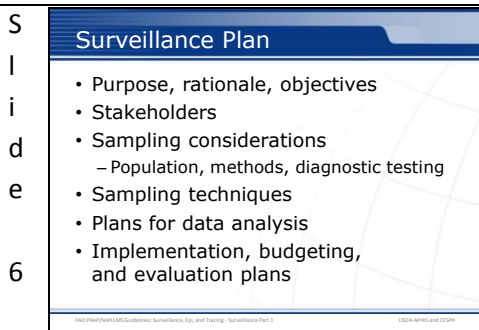 Slide 6
Surveillance Plan
• Purpose, rationale, objectives
• Stakeholders
• Sampling considerations
– Population, methods, diagnostic testing
• Sampling techniques
• Plans for data analysis
• Implementation, budgeting,
and evaluation plans
FAD PReP/NAHEMS Guidelines: Surveillance, Epi, and Tracing - Surveillance Part 1
USDA APHIS and CFSPH